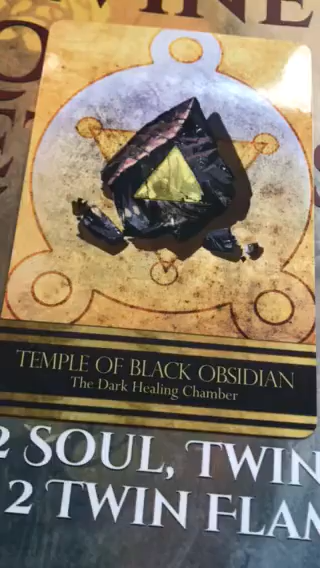 TEMPLE OF BLACK OBSIDIAN
The Dark Healing Chamber
2 SOUL, TWIN
2 TWIN FLAM